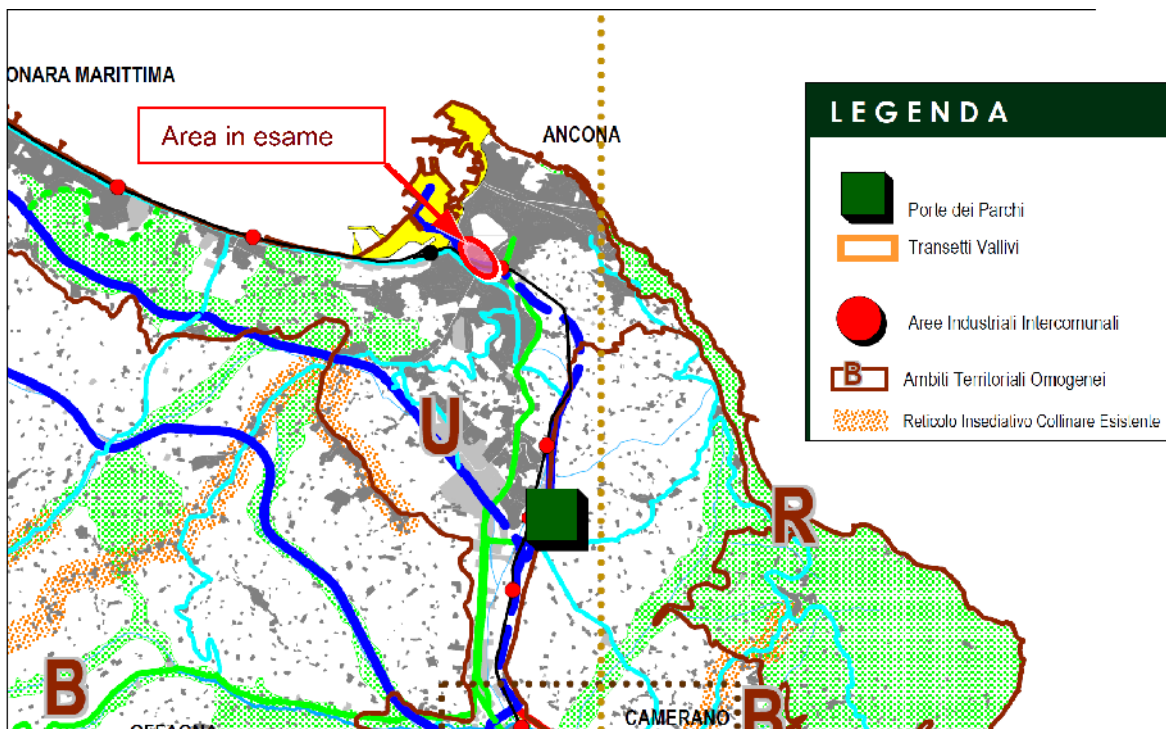 ONARA MARITTIMA
Area in esame
ANCONA
U
R
B
CAMERANO
B
LEGENDA
Porte dei Parchi
Transetti Vallivi
Aree Industriali Intercomunali
B
Ambiti Territoriali Omogenei
Reticolo Insediativo Collinare Esistente